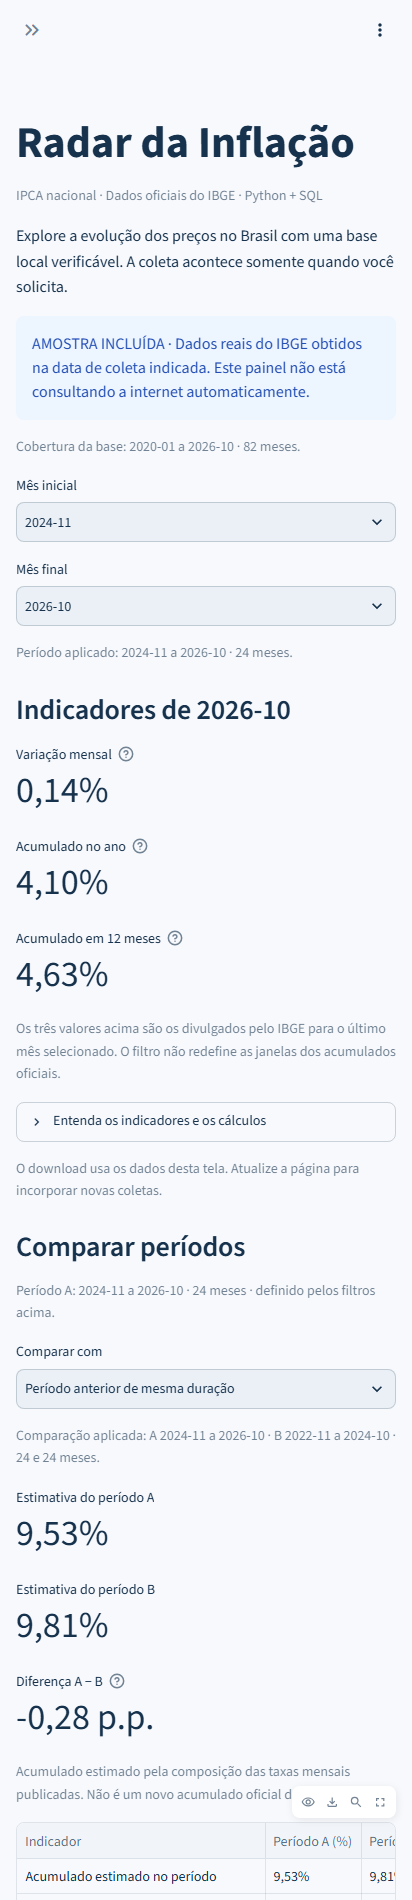 Radar da Inflação
IPCA nacional · Dados oficiais do IBGE · Python + SQL
Explore a evolução dos preços no Brasil com uma base
local verificável. A coleta acontece somente quando você
solicita.
AMOSTRA INCLUÍDA · Dados reais do IBGE obtidos
na data de coleta indicada. Este painel não está
consultando a internet automaticamente.
Cobertura da base: 2020-01 a 2026-10 · 82 meses.
Mês inicial
2024-11
Mês final
2026-10
Período aplicado: 2024-11 a 2026-10 · 24 meses.
Indicadores de 2026-10
Variação mensal
0,14%
Acumulado no ano
4,10%
Acumulado em 12 meses
4,63%
Os três valores acima são os divulgados pelo IBGE para o último
mês selecionado. O filtro não redefine as janelas dos acumulados
oficiais.
Entenda os indicadores e os cálculos
O download usa os dados desta tela. Atualize a página para
incorporar novas coletas.
Comparar períodos
Período A: 2024-11 a 2026-10 · 24 meses · definido pelos filtros
acima.
Comparar com
Período anterior de mesma duração
Comparação aplicada: A 2024-11 a 2026-10 · B 2022-11 a 2024-10 ·
24 e 24 meses.
Estimativa do período A
9,53%
Estimativa do período B
9,81%
Diferença A − B
-0,28 p.p.
Acumulado estimado pela composição das taxas mensais
publicadas. Não é um novo acumulado oficial
Indicador Período A (%)
Acumulado estimado no período 9,53% 9,81